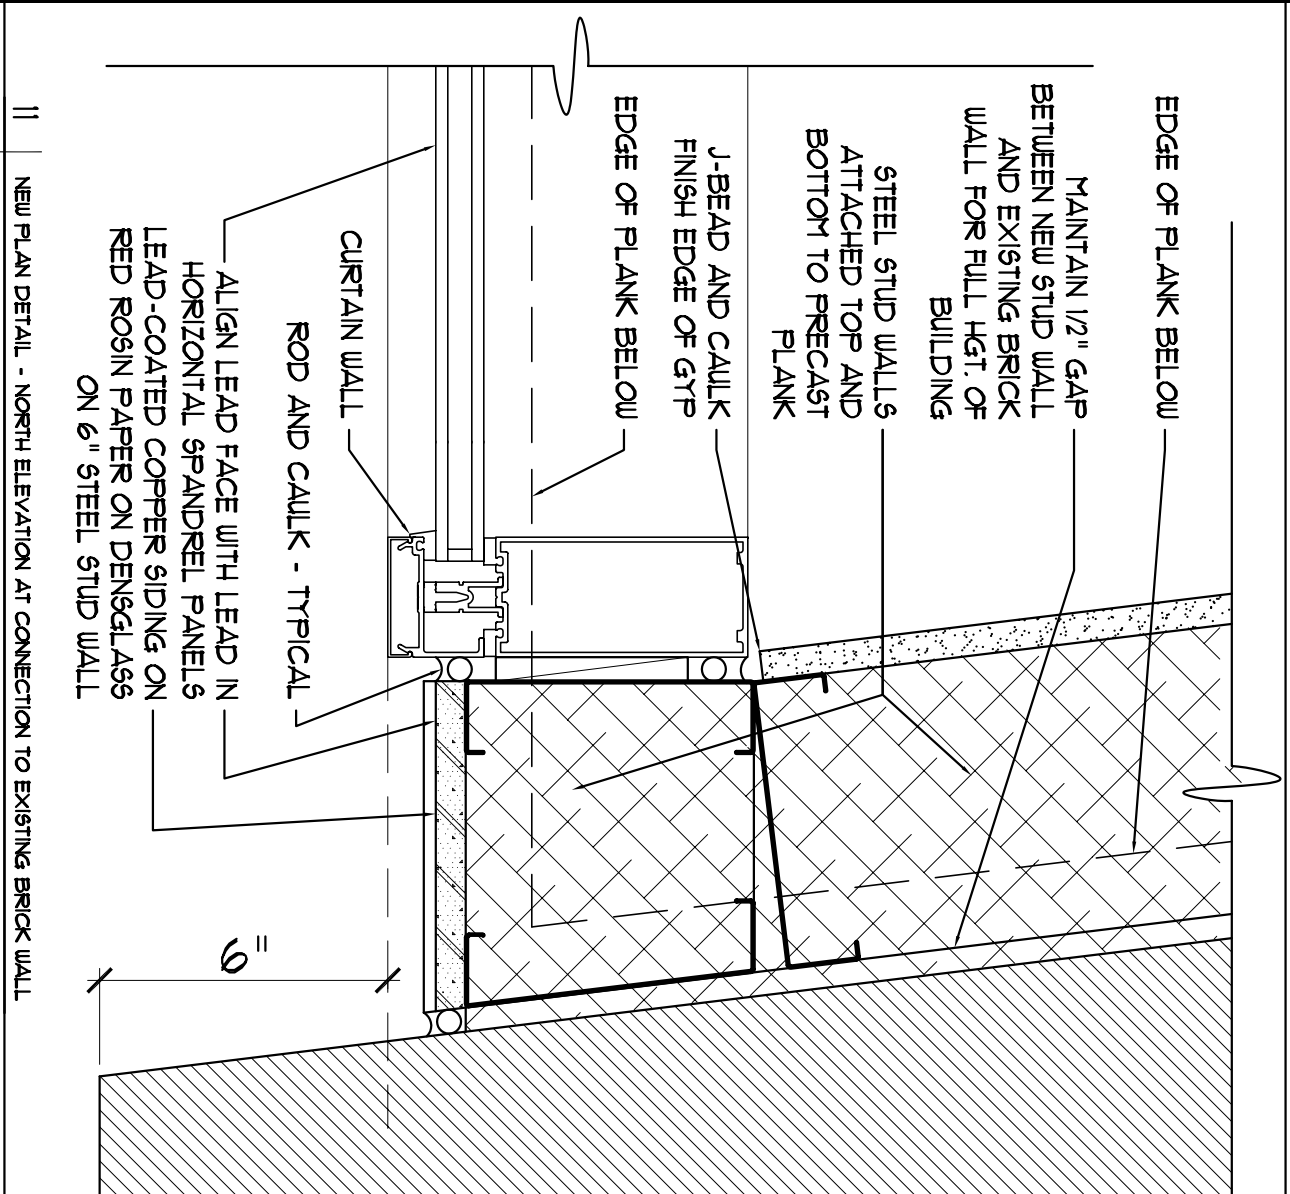 EDGE OF PLANK BELOW
MAINTAIN 1/2" GAP
BETWEEN NEW STUD WALL
AND EXISTING BRICK
WALL FOR FULL HGT. OF
BUILDING
STEEL STUD WALLS
ATTACHED TOP AND
BOTTOM TO PRECAST
PLANK
J-BEAD AND CAULK
FINISH EDGE OF GYP
EDGE OF PLANK BELOW
CURTAIN WALL
ROD AND CAULK - TYPICAL
ALIGN LEAD FACE WITH LEAD IN
HORIZONTAL SPANDREL PANELS
LEAD-COATED COPPER SIDING ON
RED ROSIN PAPER ON DENSGLASS
ON 6" STEEL STUD WALL
6"
11
NEW PLAN DETAIL - NORTH ELEVATION AT CONNECTION TO EXISTING BRICK WALL